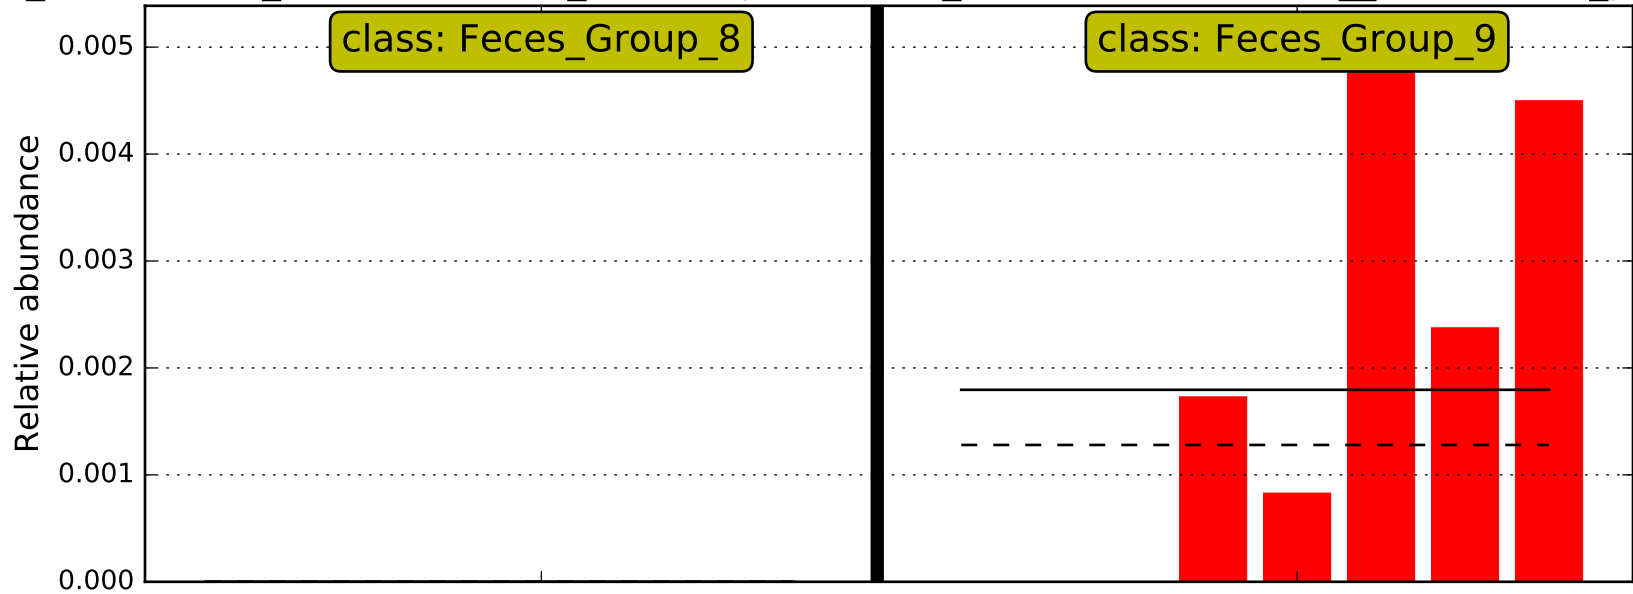 class: Feces_Group_8
class: Feces_Group_9
Relative abundance
0.005
0.004
0.003
0.002
0.001
0.000